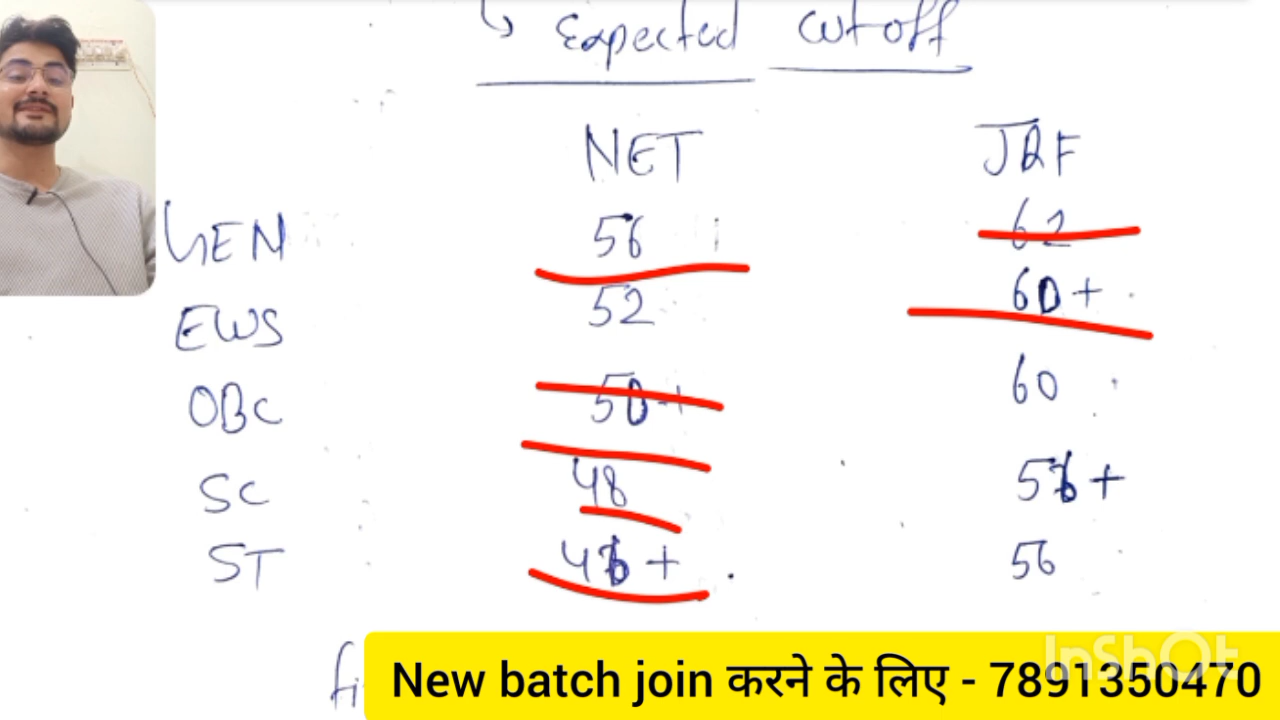 ↳ Expected cutoff
NET JRF
GEN 56 62
EWS 52 60+
OBC 50+ 60
SC 48 56+
ST 46+ 56
New batch join करने के लिए - 7891350470
InShOt